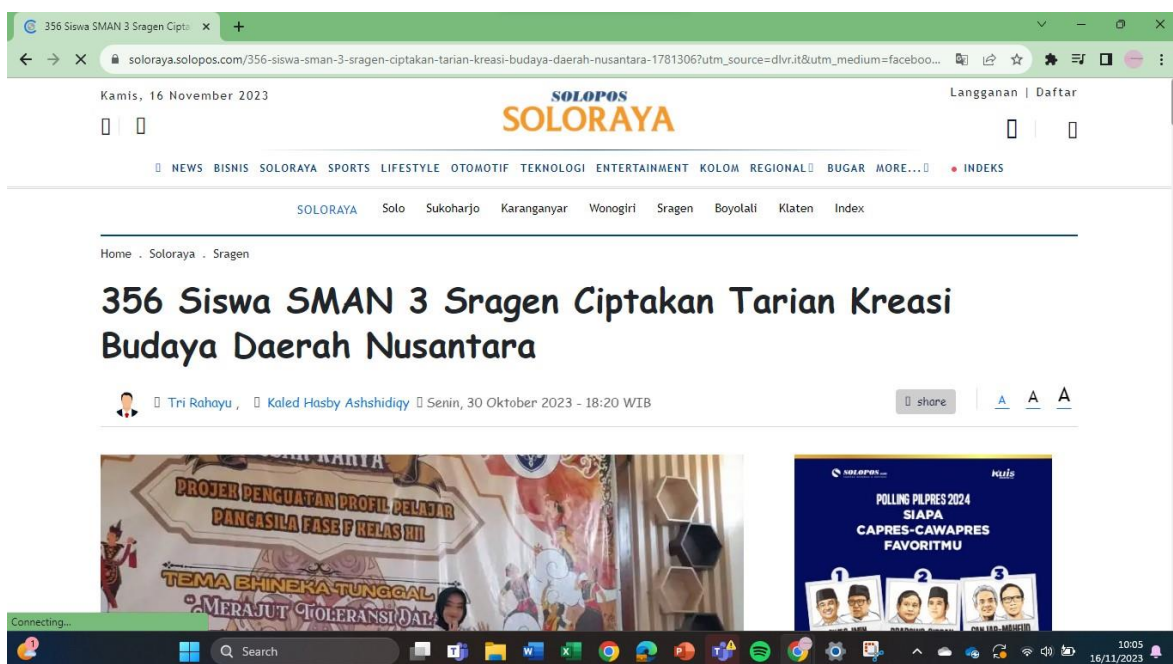 356 Siswa SMAN 3 Sragen Cipta
soloraya.solopos.com/356-siswa-sman-3-sragen-ciptakan-tarian-kreasi-budaya-daerah-nusantara-1781306?utm_source=dlvr.it&utm_medium=faceboo...
Kamis, 16 November 2023
SOLOPOS
SOLORAYA
Langganan | Daftar
NEWS BISNIS SOLORAYA SPORTS LIFESTYLE OTOMOTIF TEKNOLOGI ENTERTAINMENT KOLOM REGIONAL BUGAR MORE... INDEKS
SOLORAYA Solo Sukoharjo Karanganyar Wonogiri Sragen Boyolali Klaten Index
Home . Soloraya . Sragen
356 Siswa SMAN 3 Sragen Ciptakan Tarian Kreasi
Budaya Daerah Nusantara
Tri Rahayu , Kaled Hasby Ashshidiqy Senin, 30 Oktober 2023 - 18:20 WIB
share A A A
KARYA
PROJEK PENGUATAN PROFIL PELAJAR
PANCASILA FASE F KELAS XII
TEMA BHINEKA TUNGGAL
MERAJUT TOLERANSI
SOLOPOS
Kuis
POLLING PILPRES 2024
SIAPA
CAPRES-CAWAPRES
FAVORITMU
1 2 3
Connecting...
2
Search
10:05
16/11/2023